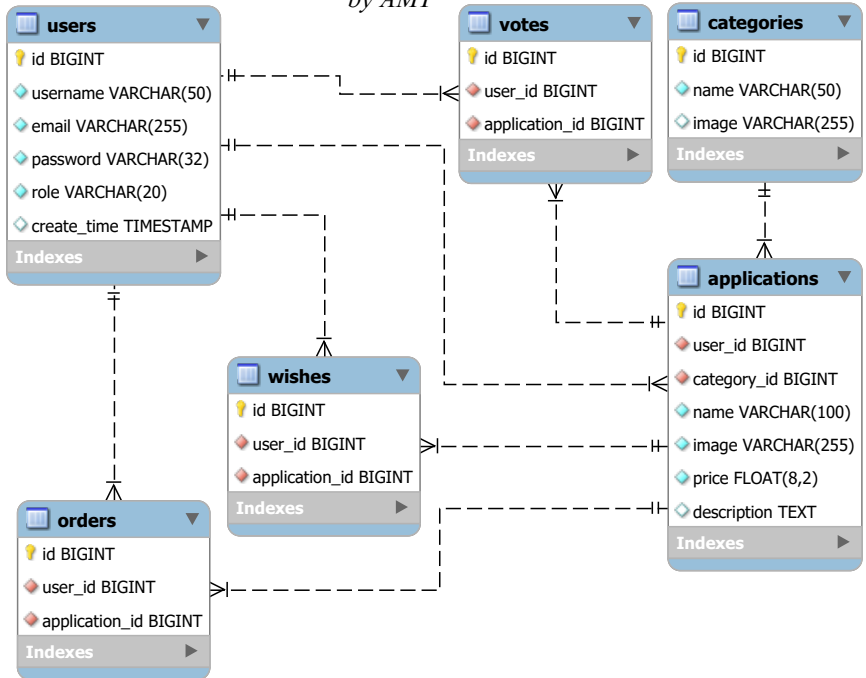 by AMT
users
id BIGINT
username VARCHAR(50)
email VARCHAR(255)
password VARCHAR(32)
role VARCHAR(20)
create_time TIMESTAMP
Indexes
votes
id BIGINT
user_id BIGINT
application_id BIGINT
Indexes
categories
id BIGINT
name VARCHAR(50)
image VARCHAR(255)
Indexes
applications
id BIGINT
user_id BIGINT
category_id BIGINT
name VARCHAR(100)
image VARCHAR(255)
price FLOAT(8,2)
description TEXT
Indexes
wishes
id BIGINT
user_id BIGINT
application_id BIGINT
Indexes
orders
id BIGINT
user_id BIGINT
application_id BIGINT
Indexes